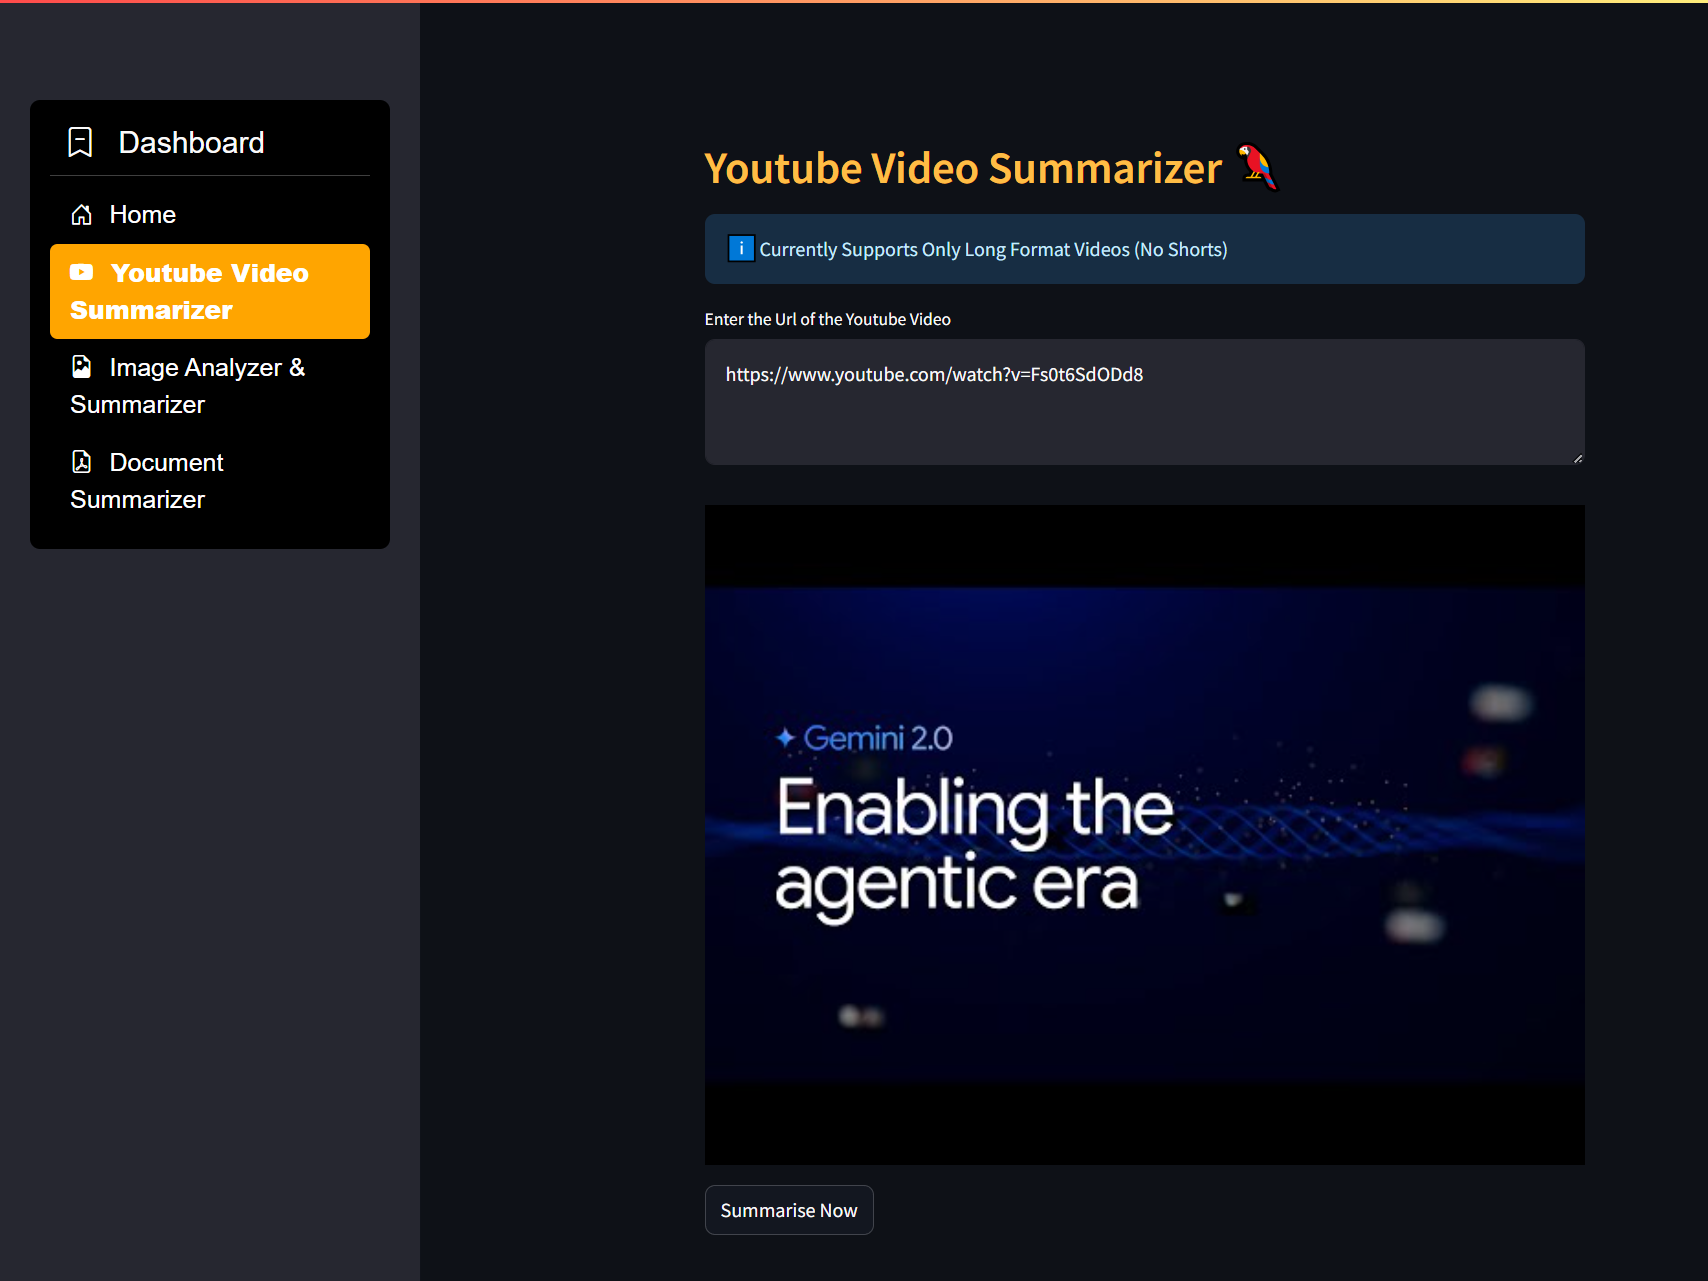 Dashboard
Home
Youtube Video
Summarizer
Image Analyzer &
Summarizer
Document
Summarizer
Youtube Video Summarizer
i Currently Supports Only Long Format Videos (No Shorts)
Enter the Url of the Youtube Video
https://www.youtube.com/watch?v=Fs0t6SdODd8
Gemini 2.0
Enabling the
agentic era
Summarise Now